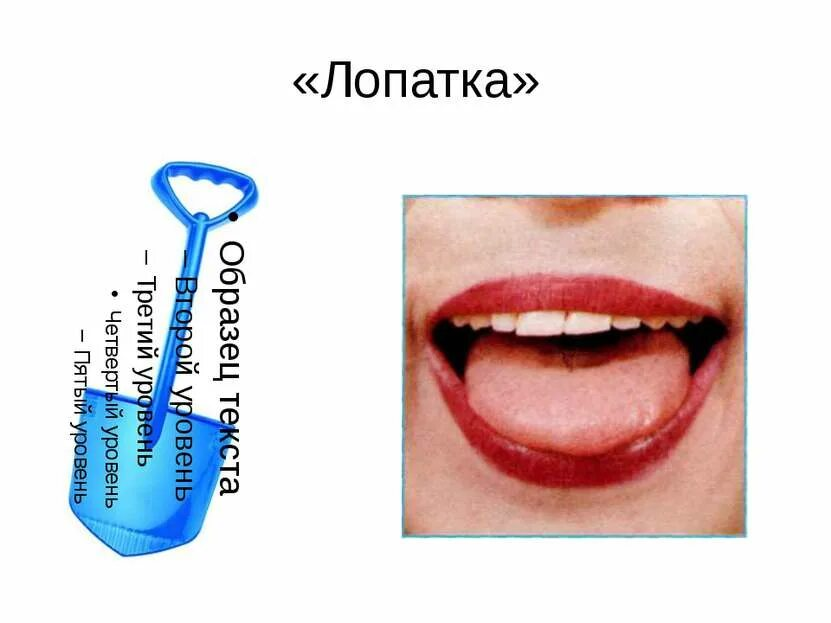 «Лопатка»
• Образец текста
– Второй уровень
– Третий уровень
• Четвертый уровень
– Пятый уровень